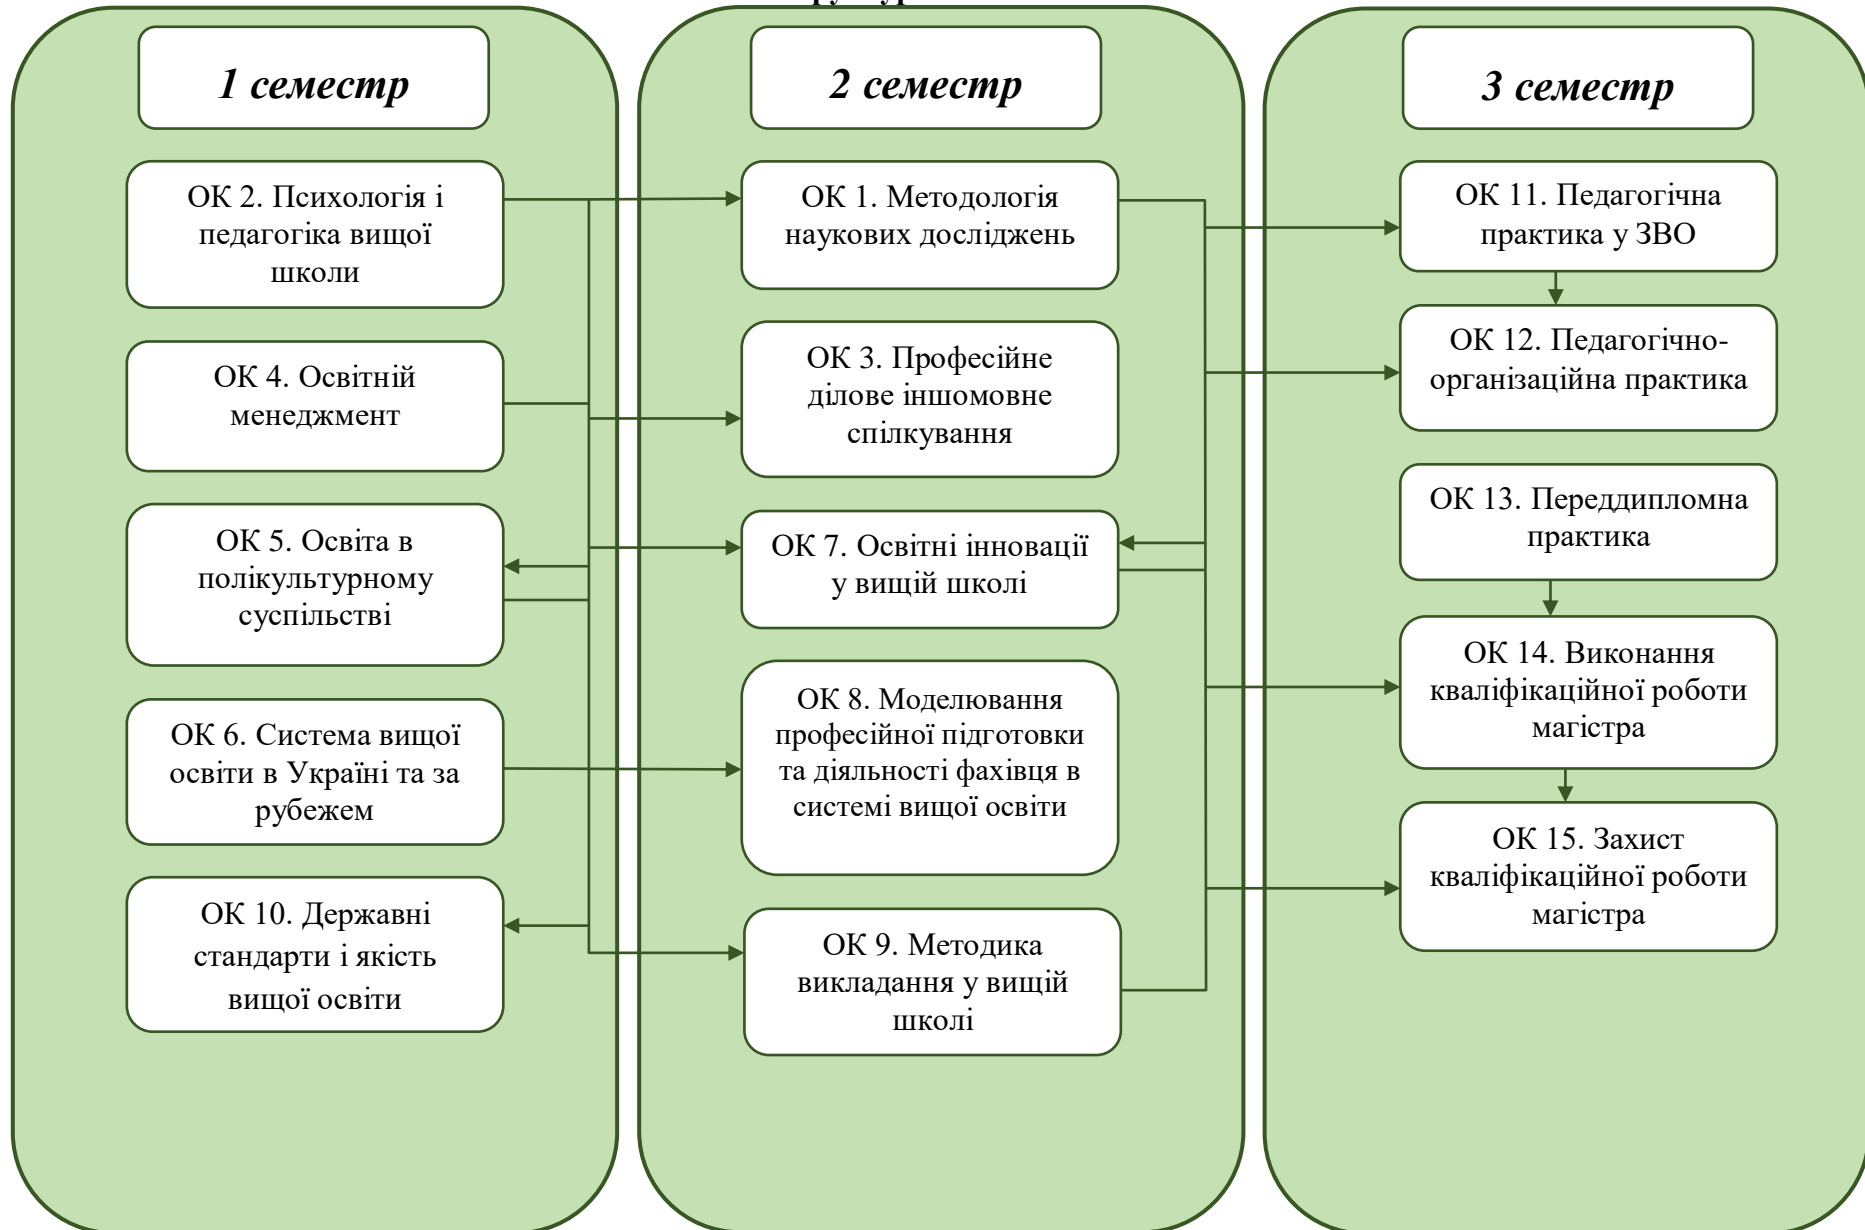 1 семестр
ОК 2. Психологія і
педагогіка вищої
школи
ОК 4. Освітній
менеджмент
ОК 5. Освіта в
полікультурному
суспільстві
ОК 6. Система вищої
освіти в Україні та за
рубежем
ОК 10. Державні
стандарти і якість
вищої освіти
2 семестр
ОК 1. Методологія
наукових досліджень
ОК 3. Професійне
ділове іншомовне
спілкування
ОК 7. Освітні інновації
у вищій школі
ОК 8. Моделювання
професійної підготовки
та діяльності фахівця в
системі вищої освіти
ОК 9. Методика
викладання у вищій
школі
3 семестр
ОК 11. Педагогічна
практика у ЗВО
ОК 12. Педагогічно-
організаційна практика
ОК 13. Переддипломна
практика
ОК 14. Виконання
кваліфікаційної роботи
магістра
ОК 15. Захист
кваліфікаційної роботи
магістра